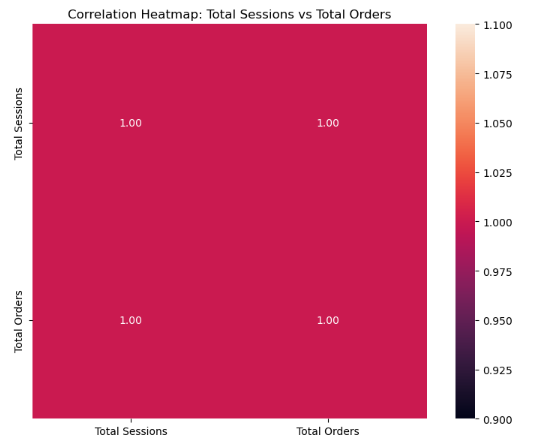 Correlation Heatmap: Total Sessions vs Total Orders
Total Sessions
1.00 1.00
Total Orders
1.00 1.00
Total Sessions Total Orders
1.100
1.075
1.050
1.025
1.000
0.975
0.950
0.925
0.900